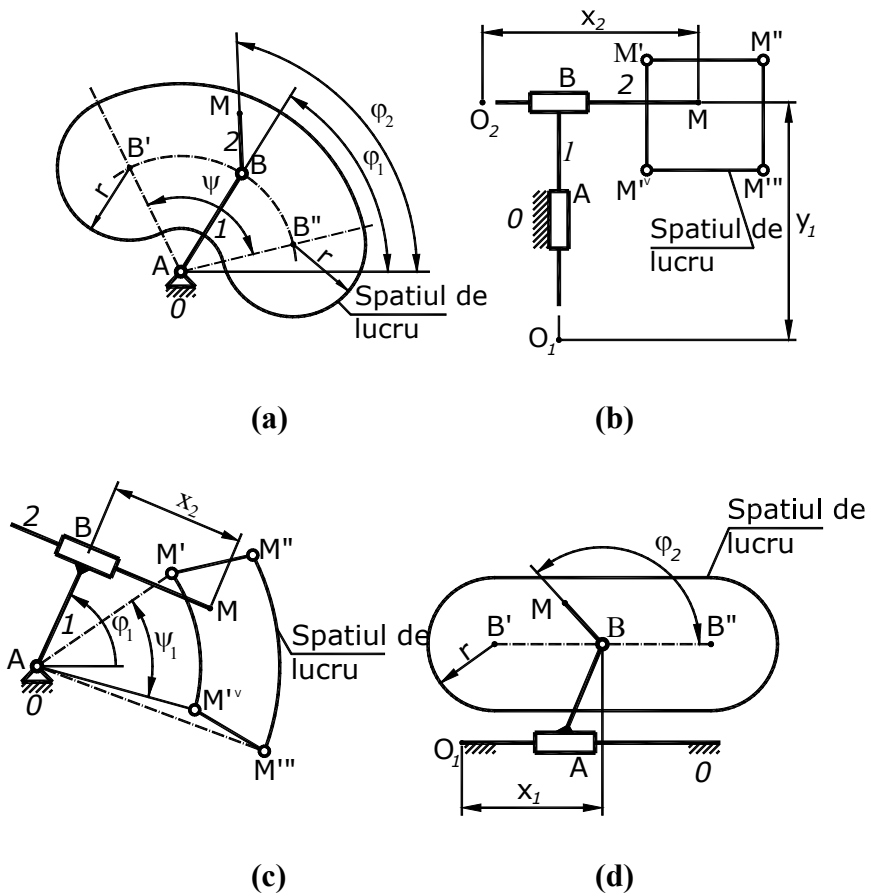 M
φ₂
φ₁
2
B'
B
r
ψ
1
B"
A
r
0
Spatiul de
lucru
(a)
x₂
M'
M"
B
2
O₂
M
1
A
M'ᵛ
M'"
0
Spatiul de
lucru
y₁
O₁
(b)
x₂
2
B
M'
M"
M
1
φ₁
ψ₁
Spatiul de
lucru
A
0
M'ᵛ
M'"
(c)
Spatiul de
lucru
φ₂
M
B'
B
B"
r
O₁
A
0
x₁
(d)